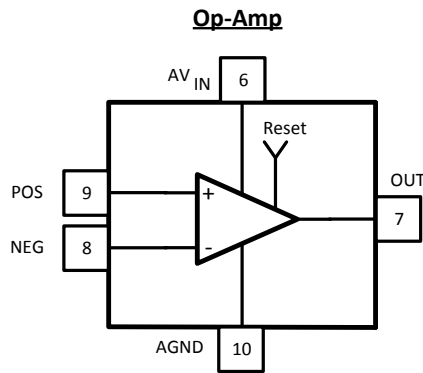 Op-Amp
AV IN
6
Reset
POS
9
+
OUT
7
NEG
8
-
AGND
10